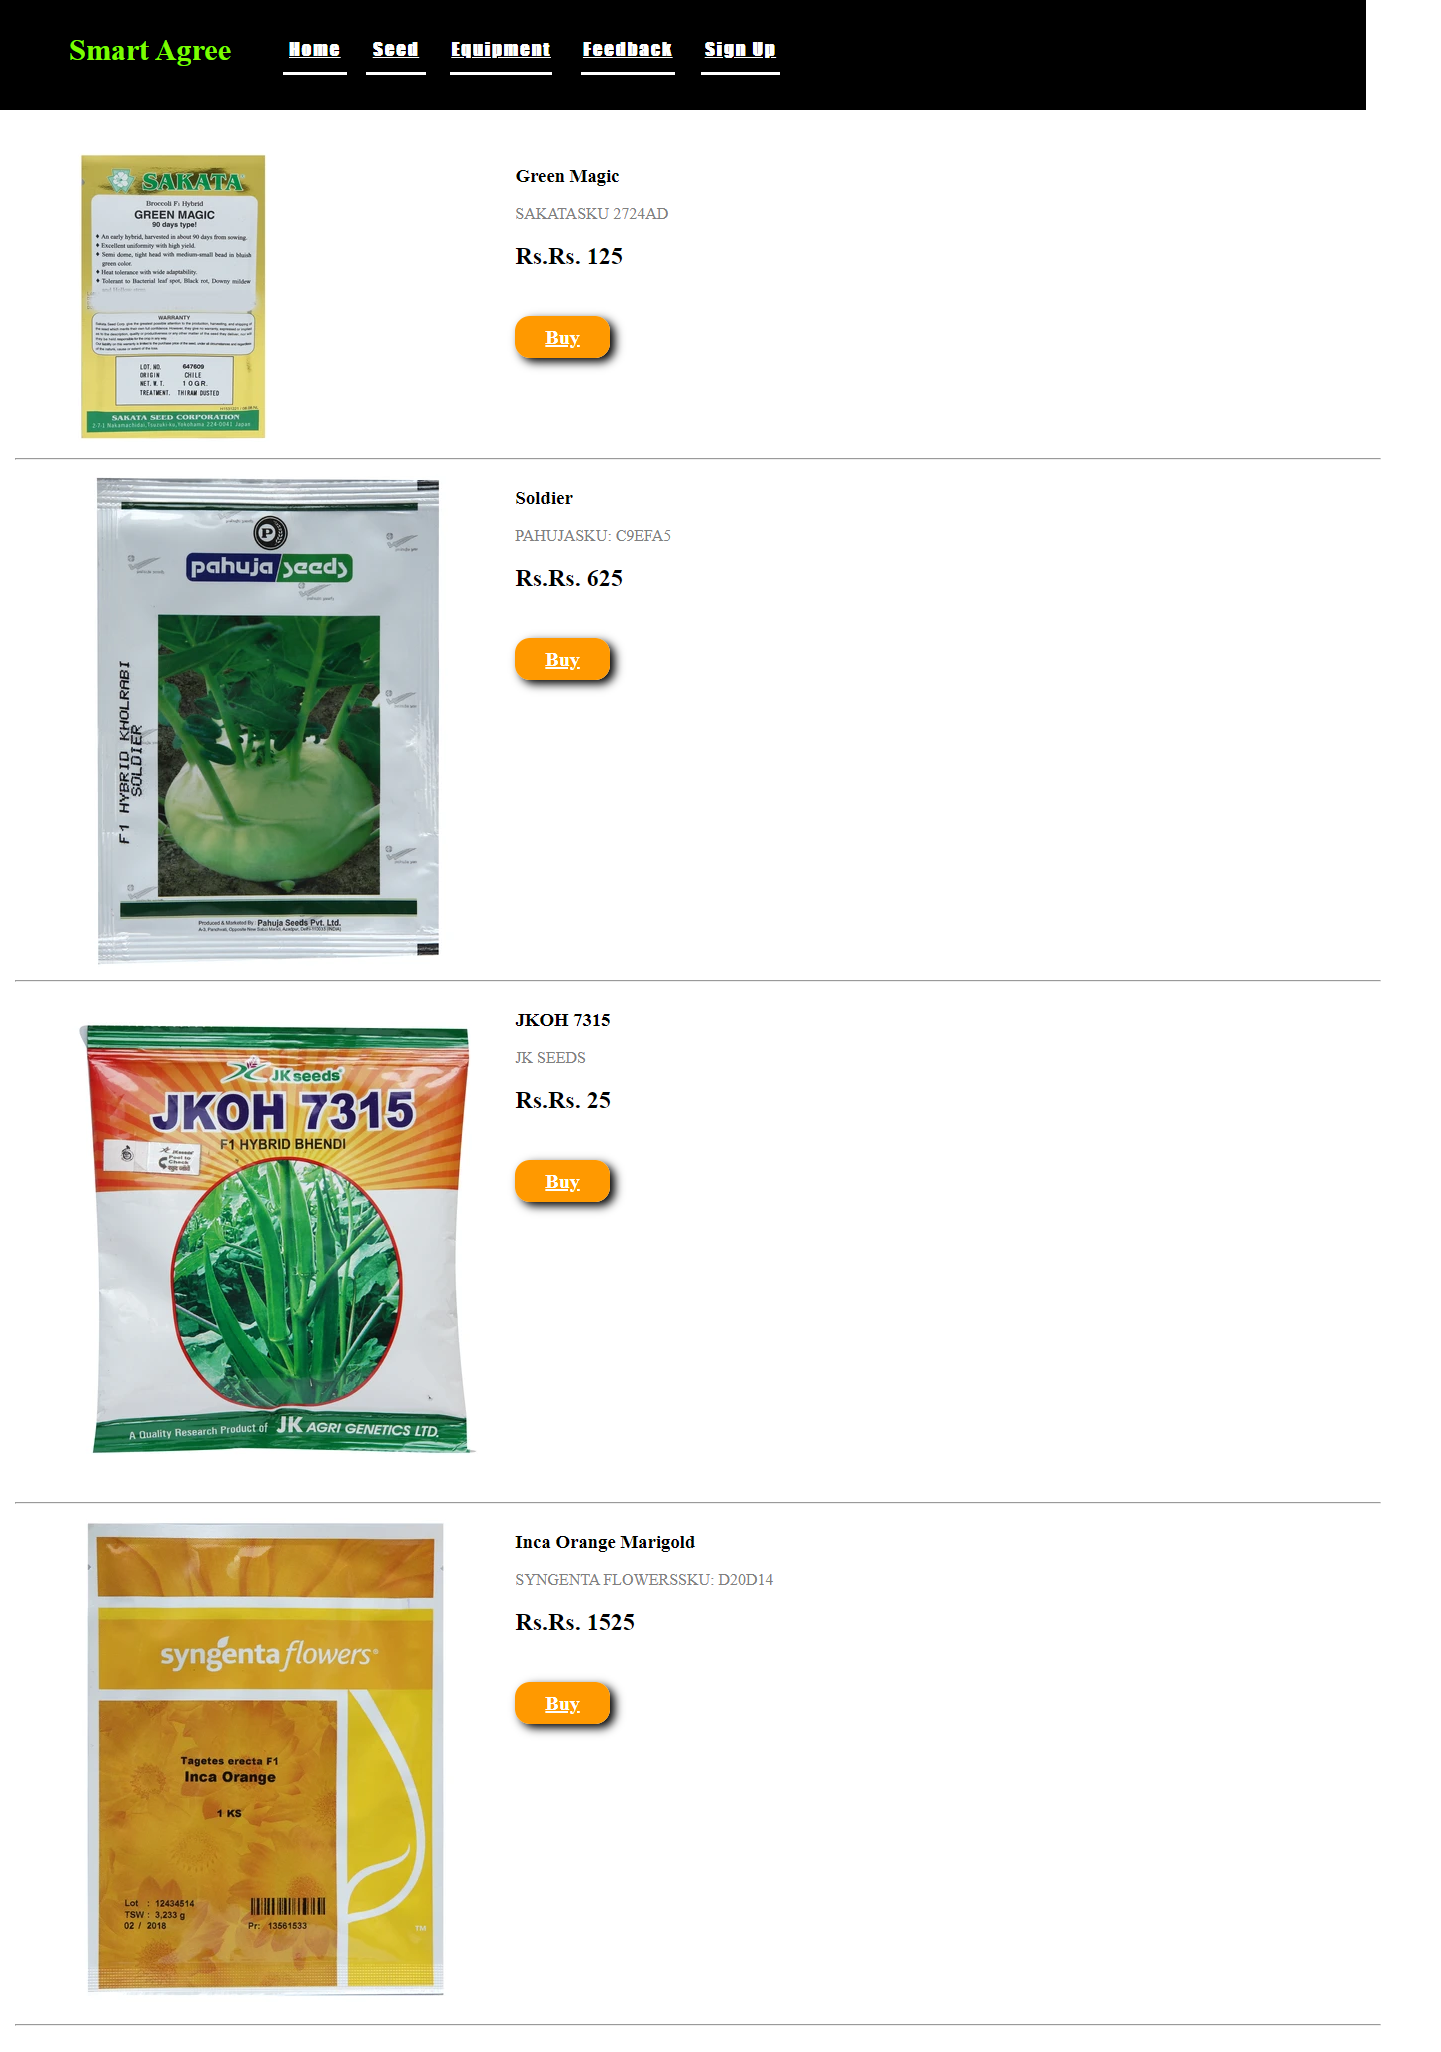 Smart Agree
Home Seed Equipment Feedback Sign Up
SAKATA
Broccoli F1 Hybrid
GREEN MAGIC
90 days type!
♦ An early hybrid, harvested in about 90 days from sowing.
♦ Excellent uniformity with high yield.
♦ Semi dome, tight head with medium-small bead in bluish
green color.
♦ Heat tolerance with wide adaptability.
♦ Tolerant to Bacterial leaf spot, Black rot, Downy mildew
WARRANTY
LOT. NO. 647609
ORIGIN CHILE
NET. W. T. 10GR.
TREATMENT. THIRAM DUSTED
SAKATA SEED CORPORATION
2-7-1 Nakamachidai, Tsuzuki-ku, Yokohama 224-0041 Japan
Green Magic
SAKATASKU 2724AD
Rs.Rs. 125
Buy
P
pahuja seeds
F1 HYBRID KHOLRABI
SOLDIER
Produced & Marketed By : Pahuja Seeds Pvt. Ltd.
Soldier
PAHUJASKU: C9EFA5
Rs.Rs. 625
Buy
JK seeds
JKOH 7315
F1 HYBRID BHENDI
JK seeds
Peel to
Check
A Quality Research Product of JK AGRI GENETICS LTD.
JKOH 7315
JK SEEDS
Rs.Rs. 25
Buy
syngenta flowers®
Tagetes erecta F1
Inca Orange
1 KS
Lot : 12434514
TSW : 3,233 g
02 / 2018 Pr: 13561533
TM
Inca Orange Marigold
SYNGENTA FLOWERSSKU: D20D14
Rs.Rs. 1525
Buy